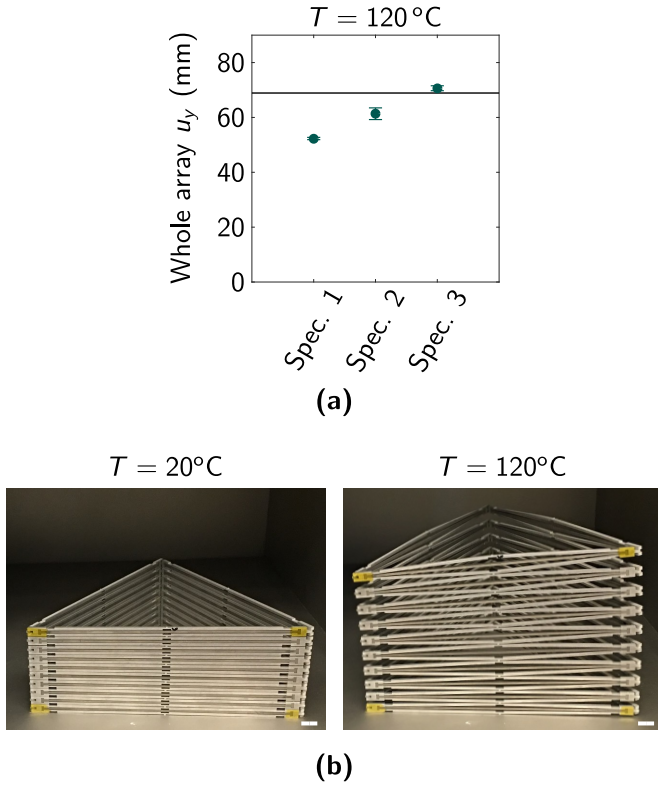 T = 120 °C
Whole array u_y (mm)
80
60
40
20
0
Spec. 1
Spec. 2
Spec. 3
(a)
T = 20°C
T = 120°C
(b)